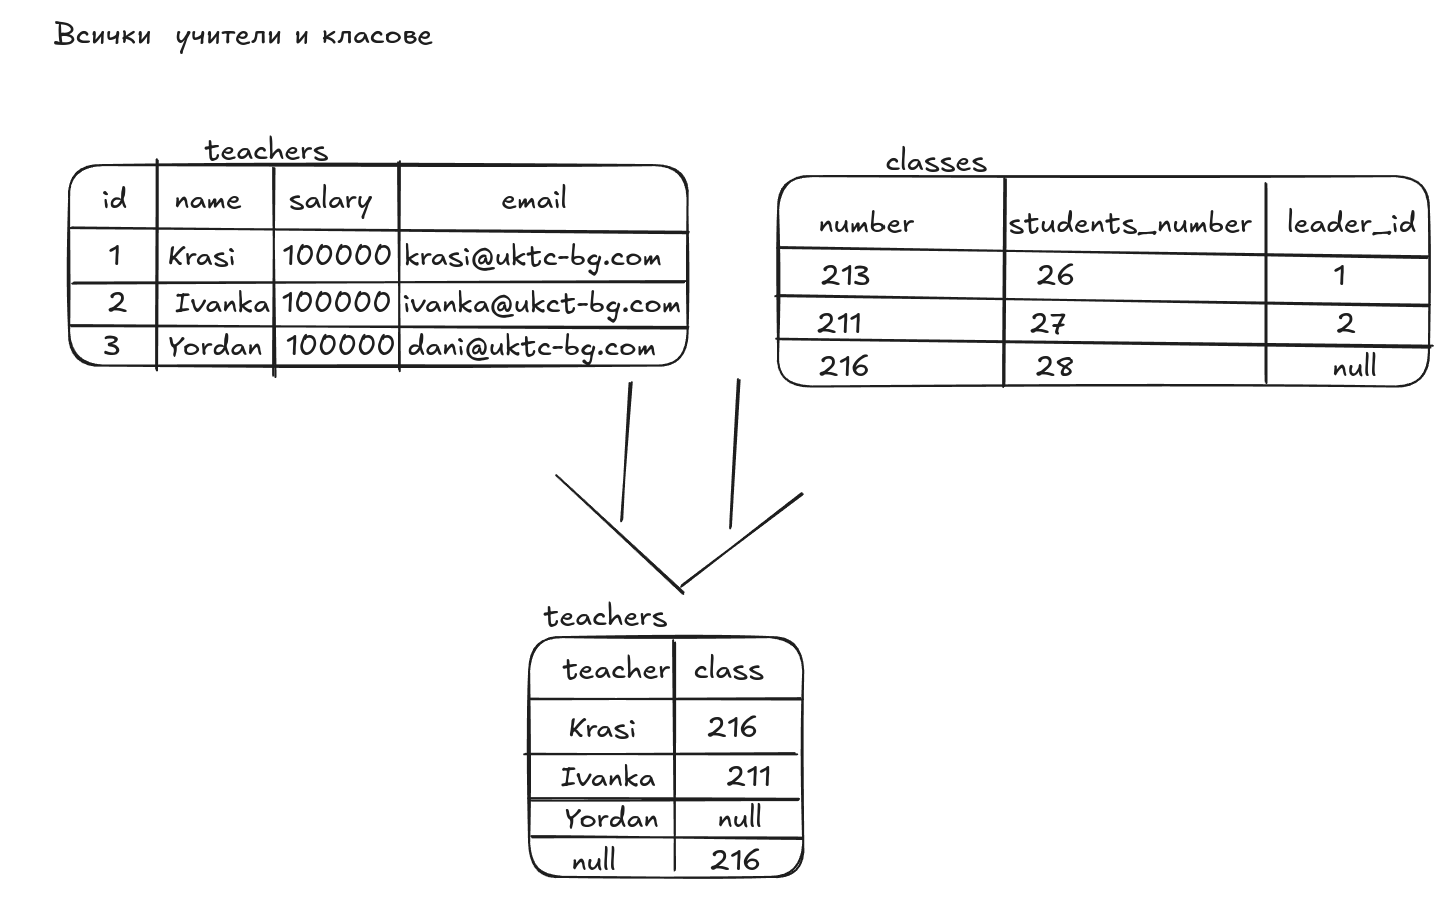 Всички учители и класове
teachers
id name salary email
1 Krasi 100000 krasi@uktc-bg.com
2 Ivanka 100000 ivanka@ukct-bg.com
3 Yordan 100000 dani@uktc-bg.com
classes
number students_number leader_id
213 26 1
211 27 2
216 28 null
teachers
teacher class
Krasi 216
Ivanka 211
Yordan null
null 216